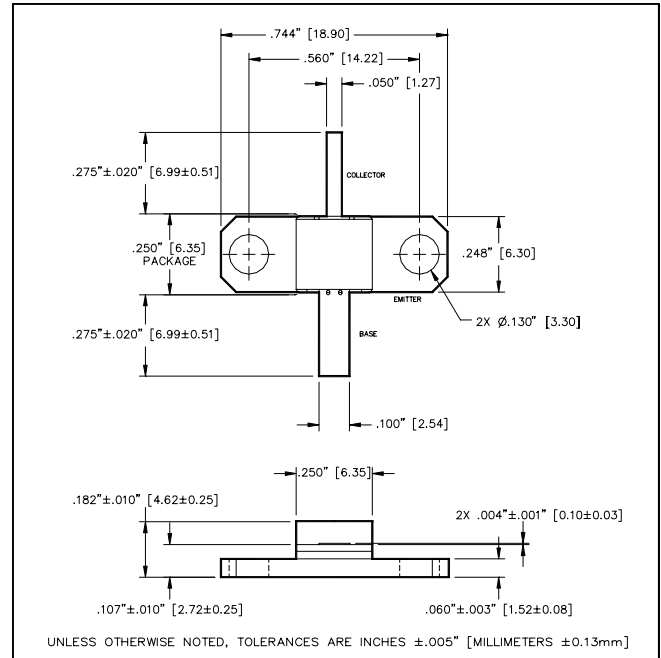 .744" [18.90]
.560" [14.22]
.050" [1.27]
.275"±.020" [6.99±0.51]
COLLECTOR
.250" [6.35]
PACKAGE
.248" [6.30]
EMITTER
2X Ø.130" [3.30]
.275"±.020" [6.99±0.51]
BASE
.100" [2.54]
.250" [6.35]
.182"±.010" [4.62±0.25]
2X .004"±.001" [0.10±0.03]
.107"±.010" [2.72±0.25]
.060"±.003" [1.52±0.08]
UNLESS OTHERWISE NOTED, TOLERANCES ARE INCHES ±.005" [MILLIMETERS ±0.13mm]